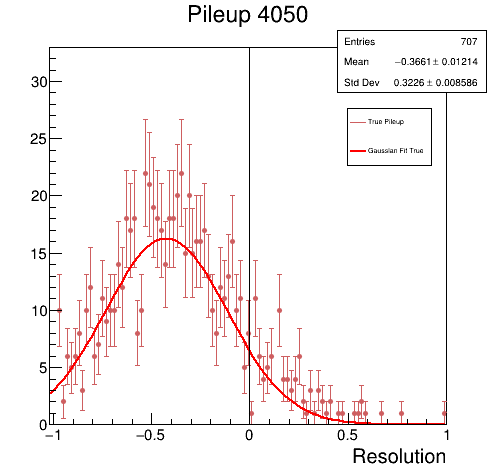 Pileup 4050
Entries 707
Mean −0.3661 ± 0.01214
Std Dev 0.3226 ± 0.008586
True Pileup
Gaussian Fit True
30
25
20
15
10
5
0
−1 −0.5 0 0.5 1
Resolution